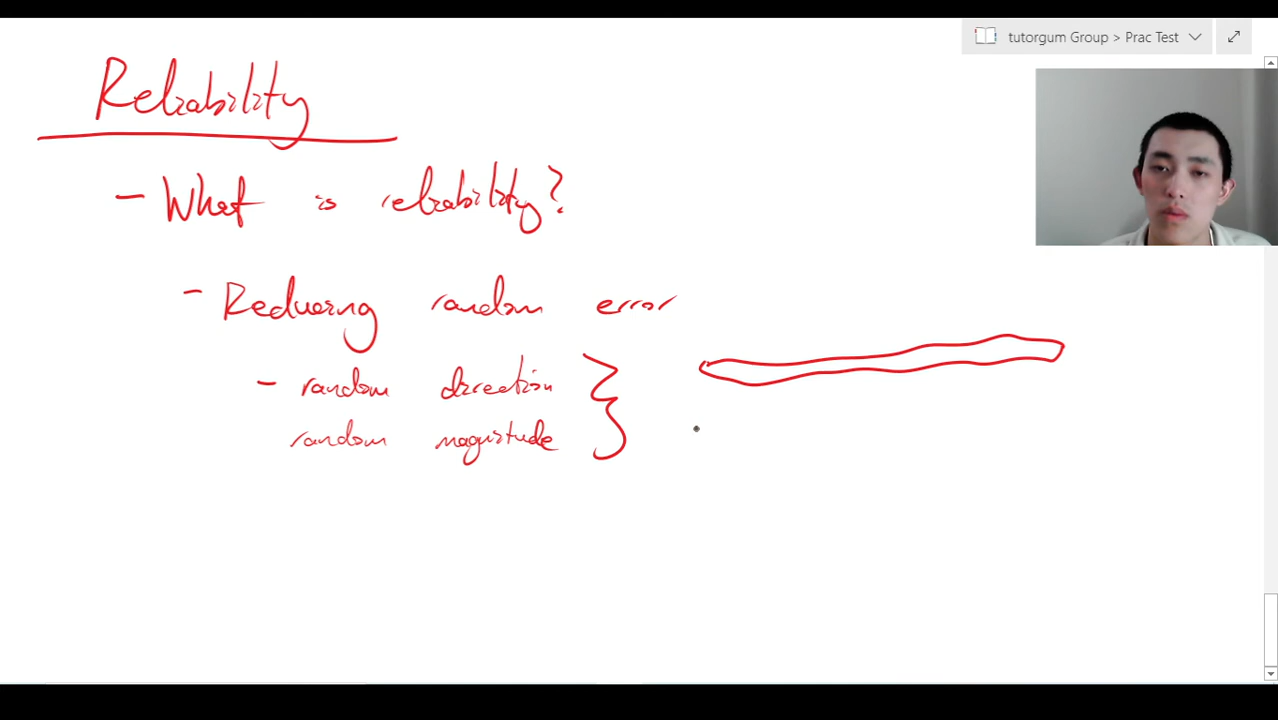 tutorgum Group > Prac Test
Reliability
- What is reliability?
- Reducing random error
- random direction
random magnitude